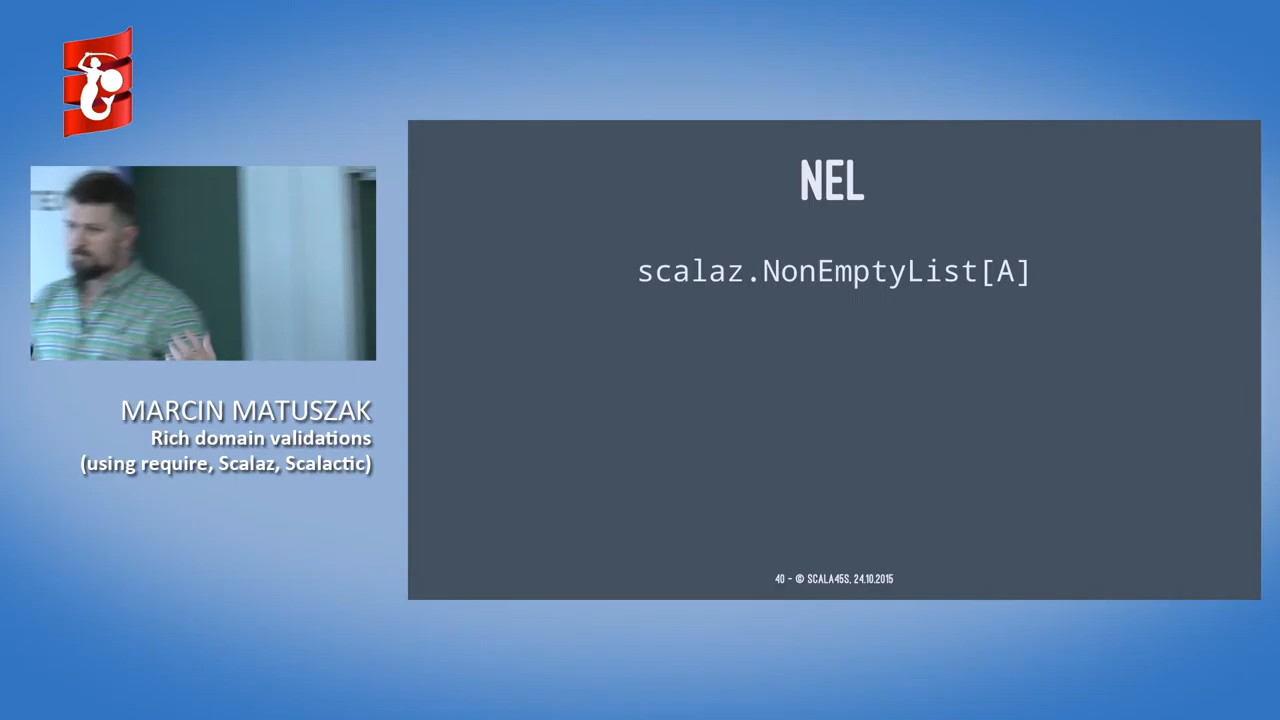 NEL
scalaz.NonEmptyList[A]
MARCIN MATUSZAK
Rich domain validations
(using require, Scalaz, Scalactic)
40 - © SCALA45S, 24.10.2015